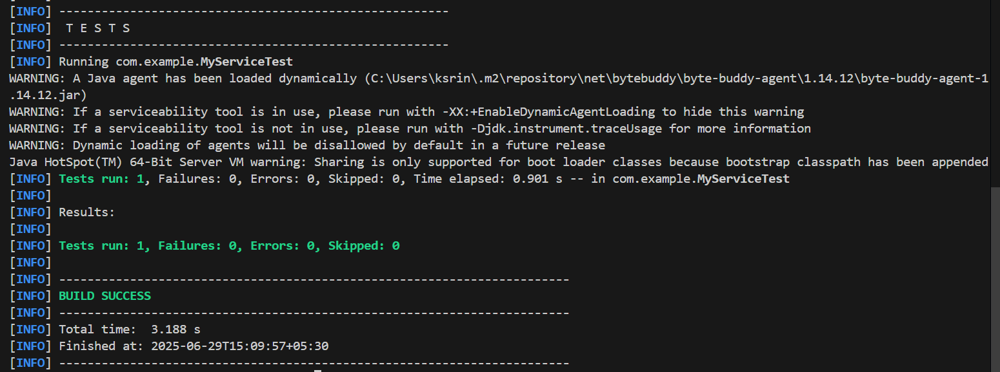 [INFO] -------------------------------------------------------
[INFO]  T E S T S
[INFO] -------------------------------------------------------
[INFO] Running com.example.MyServiceTest
WARNING: A Java agent has been loaded dynamically (C:\Users\ksrin\.m2\repository\net\bytebuddy\byte-buddy-agent\1.14.12\byte-buddy-agent-1
.14.12.jar)
WARNING: If a serviceability tool is in use, please run with -XX:+EnableDynamicAgentLoading to hide this warning
WARNING: If a serviceability tool is not in use, please run with -Djdk.instrument.traceUsage for more information
WARNING: Dynamic loading of agents will be disallowed by default in a future release
Java HotSpot(TM) 64-Bit Server VM warning: Sharing is only supported for boot loader classes because bootstrap classpath has been appended
[INFO] Tests run: 1, Failures: 0, Errors: 0, Skipped: 0, Time elapsed: 0.901 s -- in com.example.MyServiceTest
[INFO]
[INFO] Results:
[INFO]
[INFO] Tests run: 1, Failures: 0, Errors: 0, Skipped: 0
[INFO]
[INFO] ------------------------------------------------------------------------
[INFO] BUILD SUCCESS
[INFO] ------------------------------------------------------------------------
[INFO] Total time:  3.188 s
[INFO] Finished at: 2025-06-29T15:09:57+05:30
[INFO] ------------------------------------------------------------------------